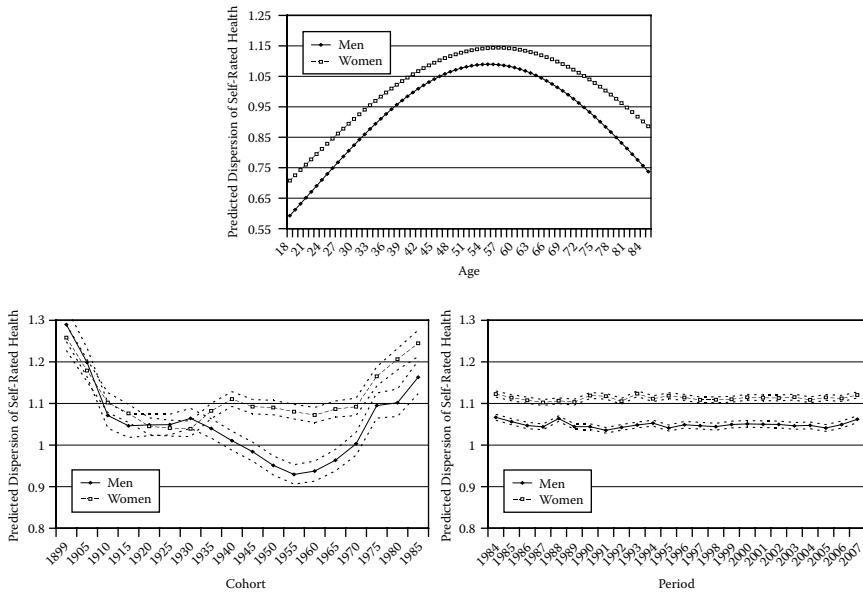 Predicted Dispersion of Self-Rated Health
1.25
1.15
1.05
0.95
0.85
0.75
0.65
0.55
Men
Women
18 21 24 27 30 33 36 39 42 45 48 51 54 57 60 63 66 69 72 75 78 81 84
Age
Predicted Dispersion of Self-Rated Health
1.3
1.2
1.1
1
0.9
0.8
Men
Women
1899 1905 1910 1915 1920 1925 1930 1935 1940 1945 1950 1955 1960 1965 1970 1975 1980 1985
Cohort
Predicted Dispersion of Self-Rated Health
1.3
1.2
1.1
1
0.9
0.8
Men
Women
1984 1985 1986 1987 1988 1989 1990 1991 1992 1993 1994 1995 1996 1997 1998 1999 2000 2001 2002 2003 2004 2005 2006 2007
Period